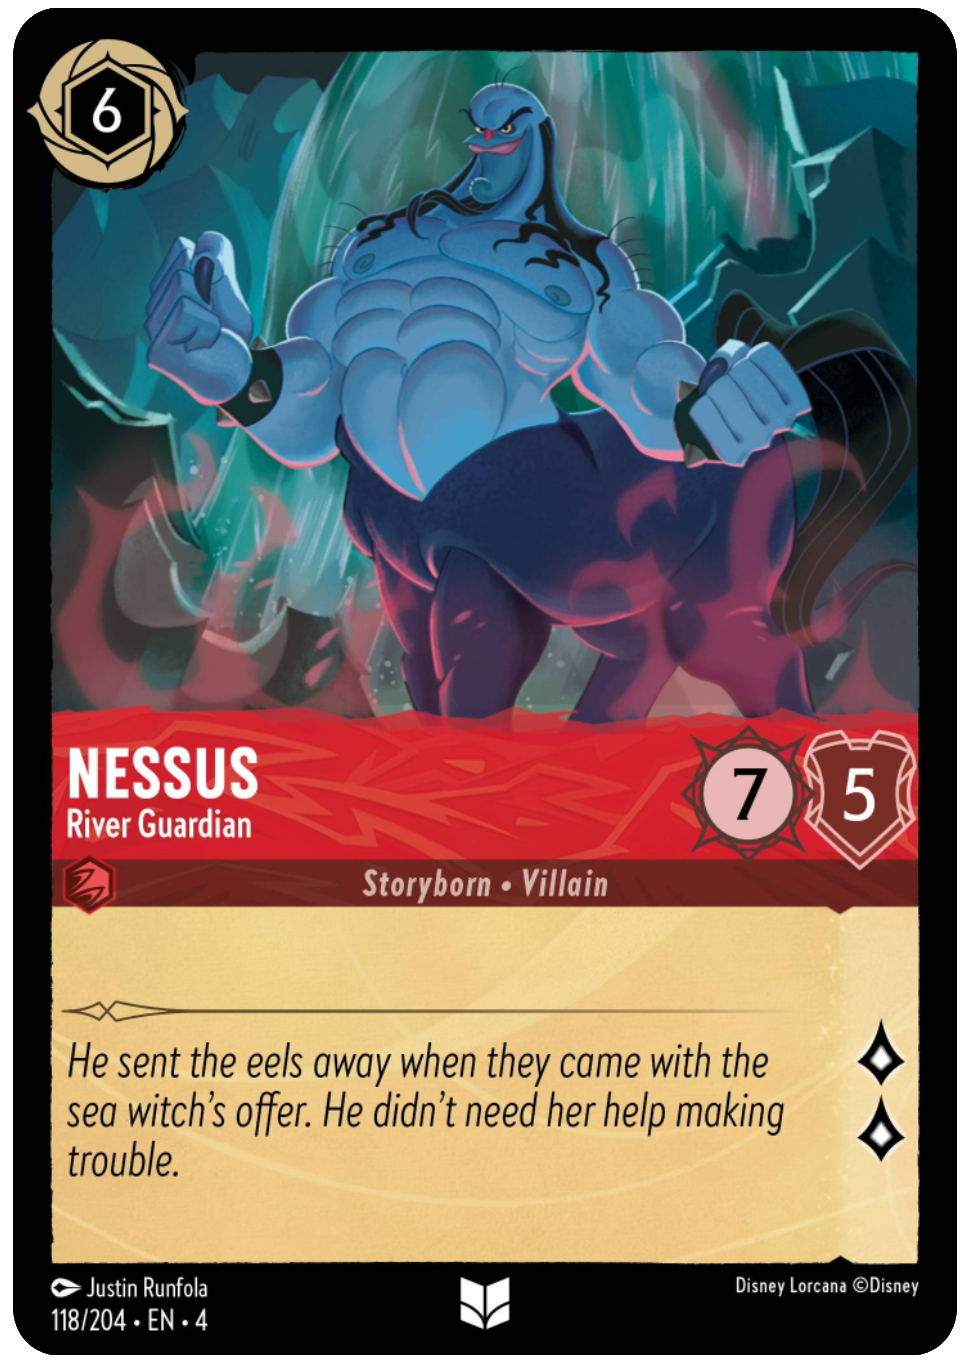 6
NESSUS
River Guardian
7
5
Storyborn • Villain
He sent the eels away when they came with the
sea witch's offer. He didn't need her help making
trouble.
Justin Runfola
118/204 • EN • 4
Disney Lorcana ©Disney